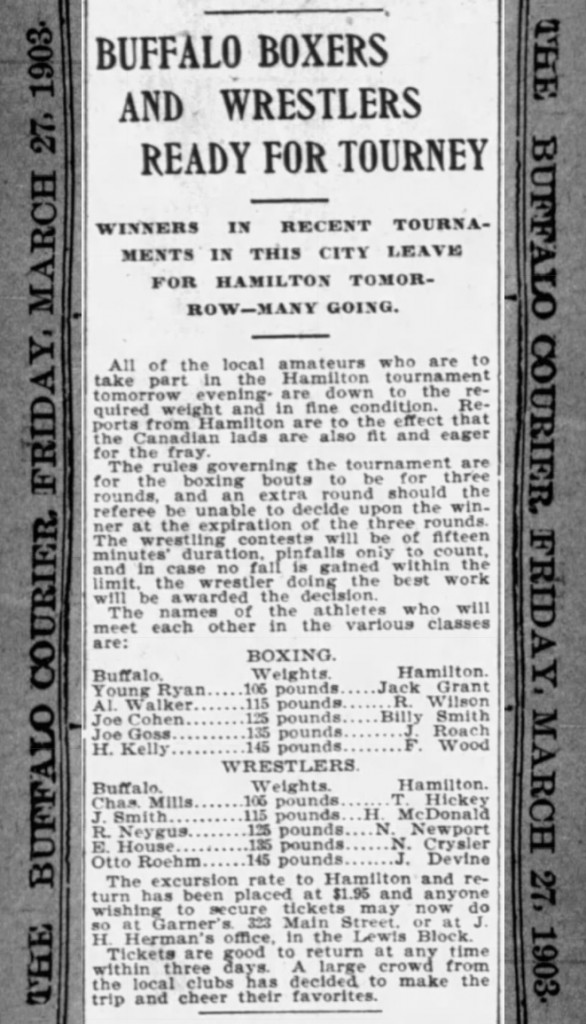 THE BUFFALO COURIER, FRIDAY, MARCH 27, 1903.
BUFFALO BOXERS
AND WRESTLERS
READY FOR TOURNEY
WINNERS IN RECENT TOURNA-
MENTS IN THIS CITY LEAVE
FOR HAMILTON TOMOR-
ROW—MANY GOING.
All of the local amateurs who are to
take part in the Hamilton tournament
tomorrow evening are down to the re-
quired weight and in fine condition. Re-
ports from Hamilton are to the effect that
the Canadian lads are also fit and eager
for the fray.
The rules governing the tournament are
for the boxing bouts to be for three
rounds, and an extra round should the
referee be unable to decide upon the win-
ner at the expiration of the three rounds.
The wrestling contests will be of fifteen
minutes' duration, pinfalls only to count,
and in case no fall is gained within the
limit, the wrestler doing the best work
will be awarded the decision.
The names of the athletes who will
meet each other in the various classes
are:
BOXING.
Buffalo. Weights. Hamilton.
Young Ryan.....105 pounds.....Jack Grant
Al. Walker.......115 pounds.......R. Wilson
Joe Cohen.......125 pounds.....Billy Smith
Joe Goss.........135 pounds.......J. Roach
H. Kelly..........145 pounds........F. Wood
WRESTLERS.
Buffalo. Weights. Hamilton.
Chas. Mills.......105 pounds.......T. Hickey
J. Smith..........115 pounds...H. McDonald
R. Neygus.......125 pounds....N. Newport
E. House.........135 pounds......N. Crysler
Otto Roehm......145 pounds.......J. Devine
The excursion rate to Hamilton and re-
turn has been placed at $1.95 and anyone
wishing to secure tickets may now do
so at Garner's, 323 Main Street, or at J.
H. Herman's office, in the Lewis Block.
Tickets are good to return at any time
within three days. A large crowd from
the local clubs has decided to make the
trip and cheer their favorites.
THE BUFFALO COURIER, FRIDAY, MARCH 27, 1903.